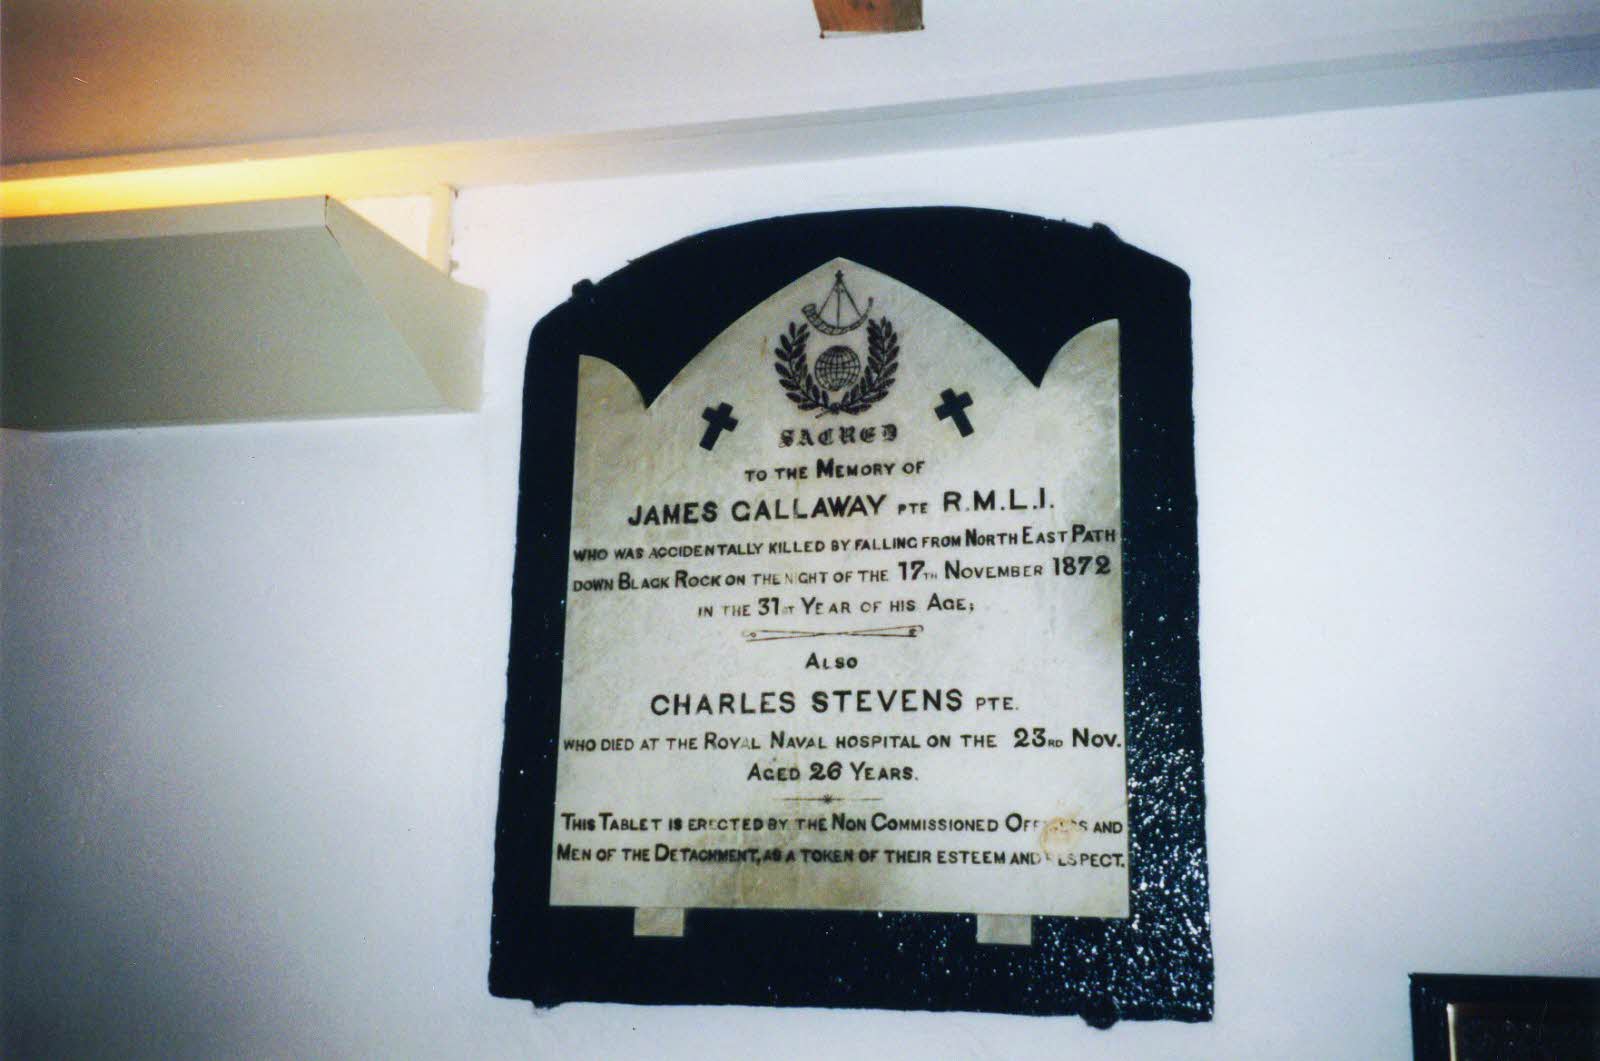 SACRED
TO THE MEMORY OF
JAMES CALLAWAY PTE R.M.L.I.
WHO WAS ACCIDENTALLY KILLED BY FALLING FROM NORTH EAST PATH
DOWN BLACK ROCK ON THE NIGHT OF THE 17TH NOVEMBER 1872
IN THE 31ST YEAR OF HIS AGE;
ALSO
CHARLES STEVENS PTE.
WHO DIED AT THE ROYAL NAVAL HOSPITAL ON THE 23RD NOV.
AGED 26 YEARS.
THIS TABLET IS ERECTED BY THE NON COMMISSIONED OFFICERS AND
MEN OF THE DETACHMENT, AS A TOKEN OF THEIR ESTEEM AND RESPECT.